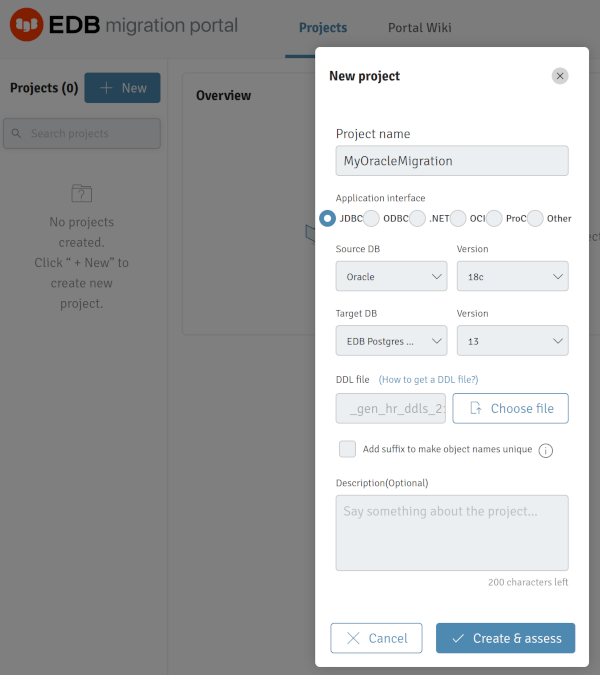 EDB migration portal
Projects
Portal Wiki
Projects (0)
New
Search projects
No projects
created.
Click “ + New” to
create new
project.
Overview
New project
Project name
MyOracleMigration
Application interface
JDBC ODBC .NET OCI ProC Other
Source DB
Version
Oracle
18c
Target DB
Version
EDB Postgres ...
13
DDL file (How to get a DDL file?)
_gen_hr_ddls_2
Choose file
Add suffix to make object names unique
Description(Optional)
Say something about the project...
200 characters left
Cancel
Create & assess